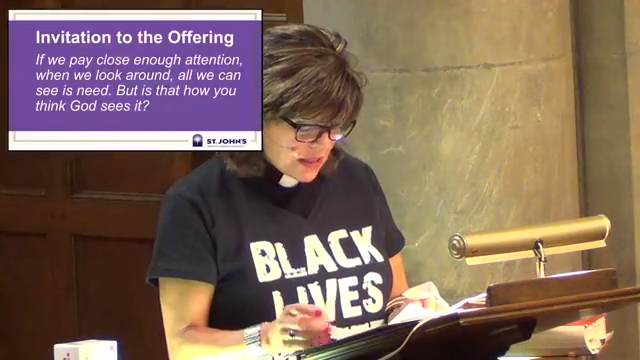 Invitation to the Offering
If we pay close enough attention,
when we look around, all we can
see is need. But is that how you
think God sees it?
ST. JOHN'S
BLACK
LIVES